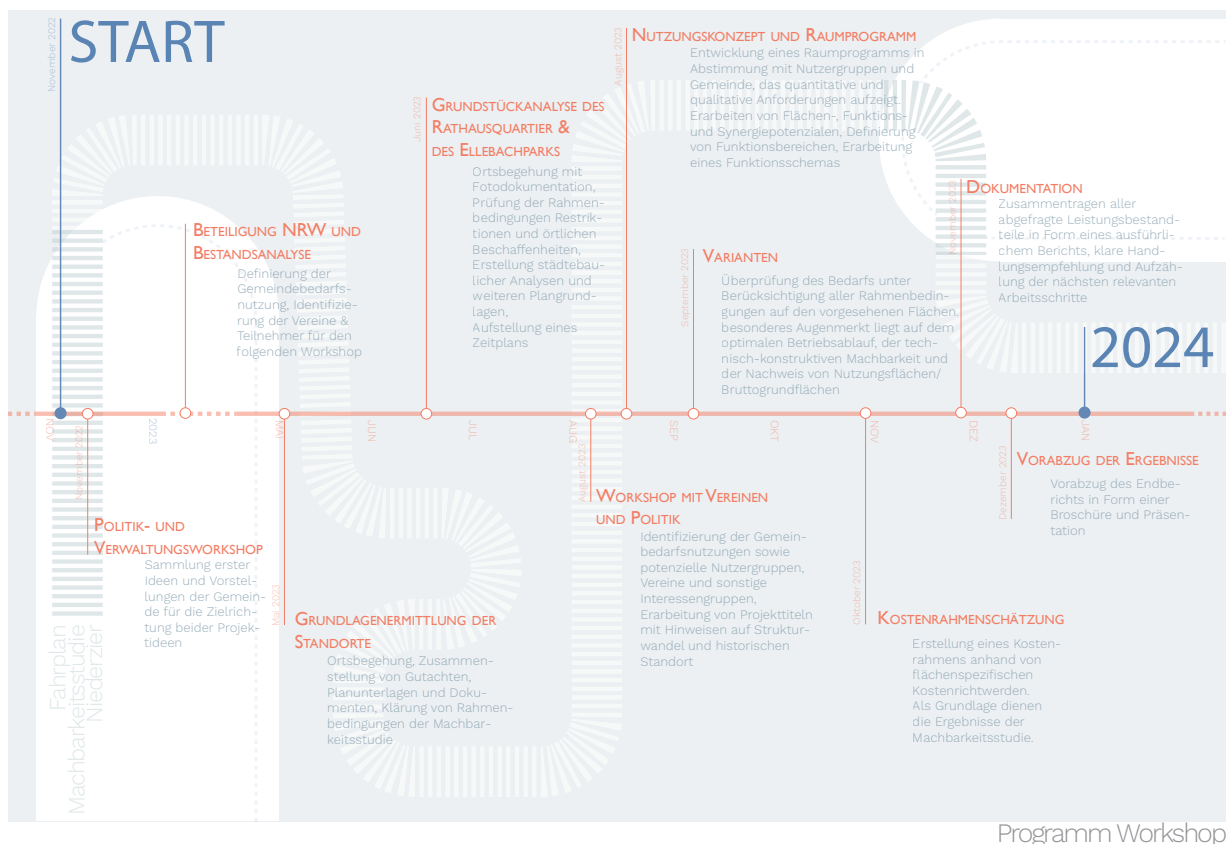 November 2022
START
Juni 2023
GRUNDSTÜCKANALYSE DES
RATHAUSQUARTIER &
DES ELLEBACHPARKS
Ortsbegehung mit
Fotodokumentation,
Prüfung der Rahmen-
bedingungen Restrik-
tionen und örtlichen
Beschaffenheiten,
Erstellung städtebau-
licher Analysen und
weiteren Plangrund-
lagen,
Aufstellung eines
Zeitplans
August 2023
NUTZUNGSKONZEPT UND RAUMPROGRAMM
Entwicklung eines Raumprogramms in
Abstimmung mit Nutzergruppen und
Gemeinde, das quantitative und
qualitative Anforderungen aufzeigt.
Erarbeiten von Flächen-, Funktions-
und Synergiepotenzialen, Definierung
von Funktionsbereichen, Erarbeitung
eines Funktionsschemas
November 2023
DOKUMENTATION
Zusammentragen aller
abgefragte Leistungsbestand-
teile in Form eines ausführli-
chem Berichts, klare Hand-
lungsempfehlung und Aufzäh-
lung der nächsten relevanten
Arbeitsschritte
BETEILIGUNG NRW UND
BESTANDSANALYSE
Definierung der
Gemeindebedarfs-
nutzung, Identifizie-
rung der Vereine &
Teilnehmer für den
folgenden Workshop
September 2023
VARIANTEN
Überprüfung des Bedarfs unter
Berücksichtigung aller Rahmenbedin-
gungen auf den vorgesehenen Flächen,
besonderes Augenmerk liegt auf dem
optimalen Betriebsablauf, der tech-
nisch-konstruktiven Machbarkeit und
der Nachweis von Nutzungsflächen/
Bruttogrundflächen
2024
NOV
2023
MAI
JUN
JUL
AUG
SEP
OKT
NOV
DEZ
JAN
November 2022
POLITIK- UND
VERWALTUNGSWORKSHOP
Sammlung erster
Ideen und Vorstel-
lungen der Gemein-
de für die Zielrich-
tung beider Projek-
tideen
Mai 2023
GRUNDLAGENERMITTLUNG DER
STANDORTE
Ortsbegehung, Zusammen-
stellung von Gutachten,
Planunterlagen und Doku-
menten, Klärung von Rahmen-
bedingungen der Machbar-
keitsstudie
August 2023
WORKSHOP MIT VEREINEN
UND POLITIK
Identifizierung der Gemein-
bedarfsnutzungen sowie
potenzielle Nutzergruppen,
Vereine und sonstige
Interessengruppen,
Erarbeitung von Projekttiteln
mit Hinweisen auf Struktur-
wandel und historischen
Standort
Oktober 2023
KOSTENRAHMENSCHÄTZUNG
Erstellung eines Kosten-
rahmens anhand von
flächenspezifischen
Kostenrichtwerden.
Als Grundlage dienen
die Ergebnisse der
Machbarkeitsstudie.
Dezember 2023
VORABZUG DER ERGEBNISSE
Vorabzug des Endbe-
richts in Form einer
Broschüre und Präsen-
tation
Fahrplan
Machbarkeitsstudie
Niederzier
Programm Workshop